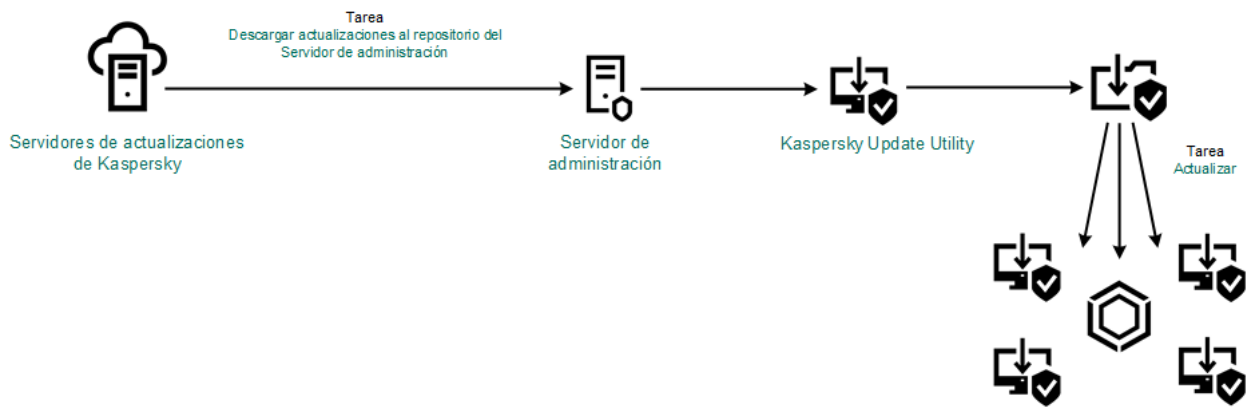 Tarea
Descargar actualizaciones al repositorio del
Servidor de administración
Servidores de actualizaciones
de Kaspersky
Servidor de
administración
Kaspersky Update Utility
Tarea
Actualizar